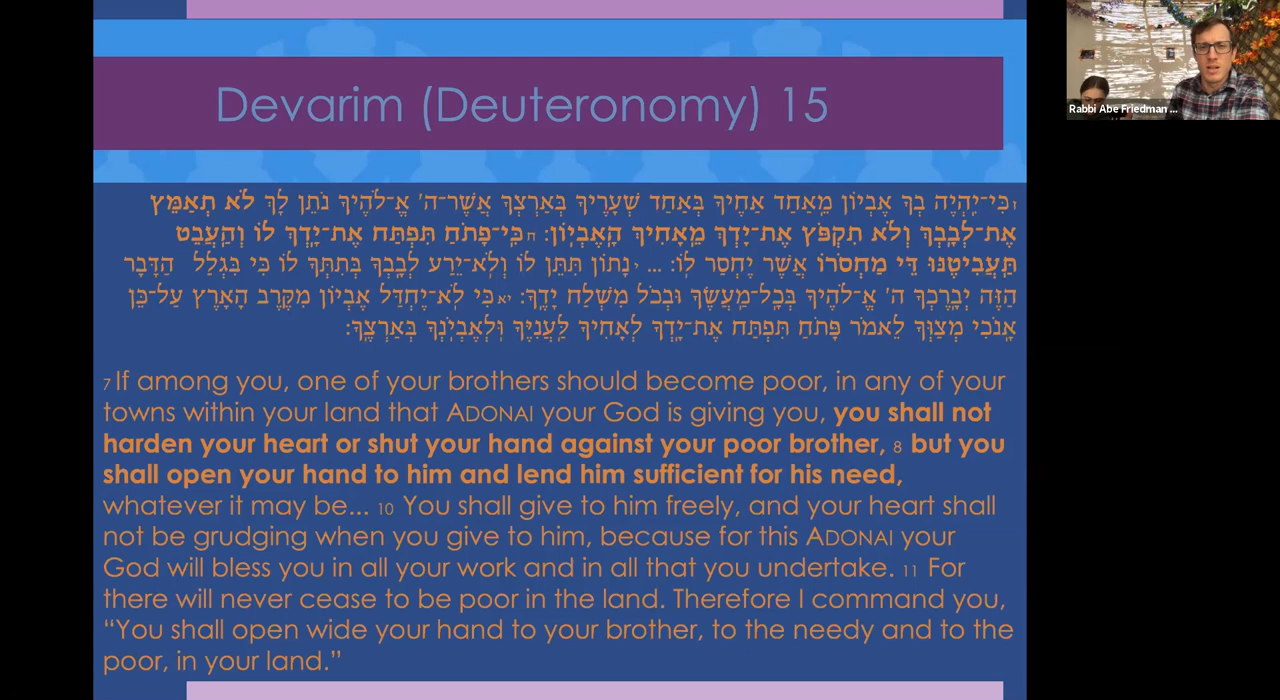 Devarim (Deuteronomy) 15
Rabbi Abe Friedman ...
ז כִּי־יִהְיֶה בְךָ אֶבְיוֹן מֵאַחַד אַחֶיךָ בְּאַחַד שְׁעָרֶיךָ בְּאַרְצְךָ אֲשֶׁר־ה' אֱ־לֹהֶיךָ נֹתֵן לָךְ לֹא תְאַמֵּץ
אֶת־לְבָבְךָ וְלֹא תִקְפֹּץ אֶת־יָדְךָ מֵאָחִיךָ הָאֶבְיוֹן: ח כִּי־פָתֹחַ תִּפְתַּח אֶת־יָדְךָ לוֹ וְהַעֲבֵט
תַּעֲבִיטֶנּוּ דֵּי מַחְסֹרוֹ אֲשֶׁר יֶחְסַר לוֹ: ... י נָתוֹן תִּתֵּן לוֹ וְלֹא־יֵרַע לְבָבְךָ בְּתִתְּךָ לוֹ כִּי בִּגְלַל הַדָּבָר
הַזֶּה יְבָרֶכְךָ ה' אֱ־לֹהֶיךָ בְּכָל־מַעֲשֶׂךָ וּבְכֹל מִשְׁלַח יָדֶךָ: יא כִּי לֹא־יֶחְדַּל אֶבְיוֹן מִקֶּרֶב הָאָרֶץ עַל־כֵּן
אָנֹכִי מְצַוְּךָ לֵאמֹר פָּתֹחַ תִּפְתַּח אֶת־יָדְךָ לְאָחִיךָ לַעֲנִיֶּךָ וּלְאֶבְיֹנְךָ בְּאַרְצֶךָ:
7 If among you, one of your brothers should become poor, in any of your
towns within your land that ADONAI your God is giving you, you shall not
harden your heart or shut your hand against your poor brother, 8 but you
shall open your hand to him and lend him sufficient for his need,
whatever it may be... 10 You shall give to him freely, and your heart shall
not be grudging when you give to him, because for this ADONAI your
God will bless you in all your work and in all that you undertake. 11 For
there will never cease to be poor in the land. Therefore I command you,
“You shall open wide your hand to your brother, to the needy and to the
poor, in your land.”